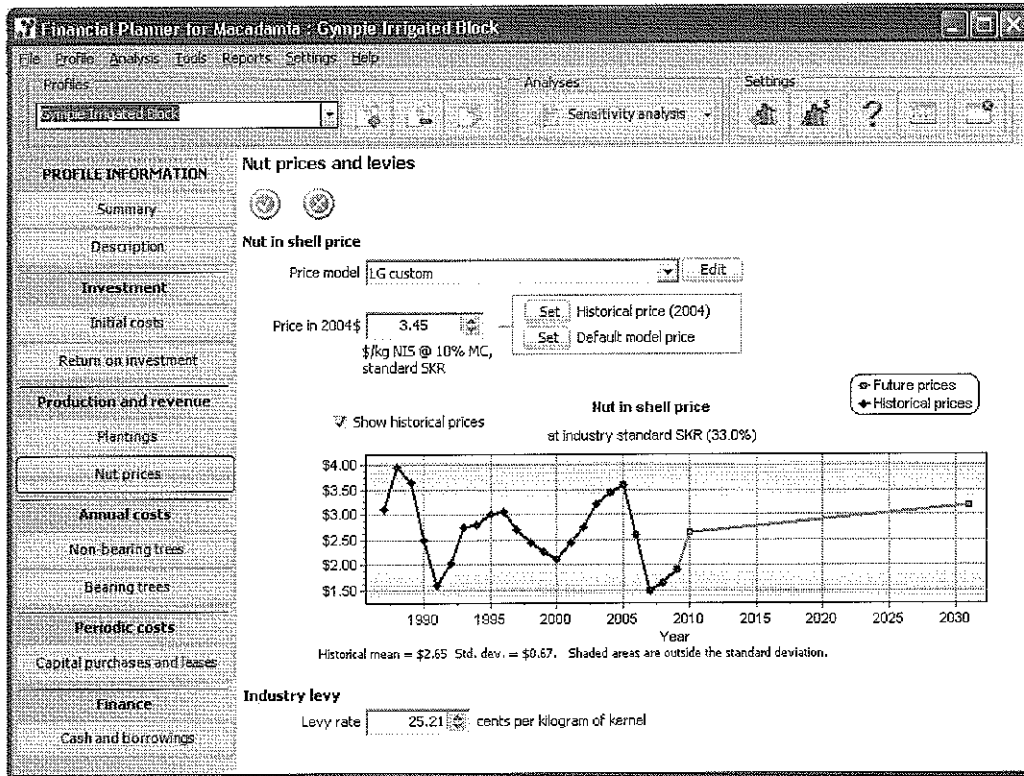 Financial Planner for Macadamia : Gympie Irrigated Block
File Profile Analysis Tools Reports Settings Help
Profiles
Analyses
Settings
Gympie Irrigated Block
Sensitivity analysis
?
PROFILE INFORMATION
Summary
Description
Investment
Initial costs
Return on investment
Production and revenue
Plantings
Nut prices
Annual costs
Non-bearing trees
Bearing trees
Periodic costs
Capital purchases and leases
Finance
Cash and borrowings
Nut prices and levies
Nut in shell price
Price model LG custom Edit
Price in 2004$ 3.45
$/kg NIS @ 10% MC,
standard SKR
Set Historical price (2004)
Set Default model price
Show historical prices
Nut in shell price
at industry standard SKR (33.0%)
Future prices
Historical prices
$4.00
$3.50
$3.00
$2.50
$2.00
$1.50
1990 1995 2000 2005 2010 2015 2020 2025 2030
Year
Historical mean = $2.65 Std. dev. = $0.67. Shaded areas are outside the standard deviation.
Industry levy
Levy rate 25.21 cents per kilogram of kernel